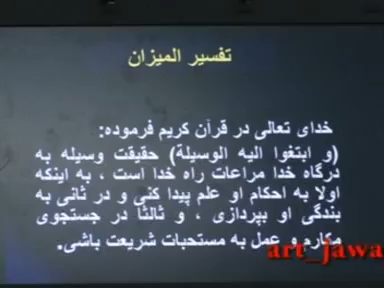 تفسیر المیزان
خدای تعالی در قرآن کریم فرموده:
(و ابتغوا الیه الوسیلة) حقیقت وسیله به
درگاه خدا مراعات راه خدا است ، به اینکه
اولا به احکام او علم پیدا کنی و در ثانی به
بندگی او بپردازی ، و ثالثا در جستجوی
مکارم و عمل به مستحبات شریعت باشی.
art_jawa